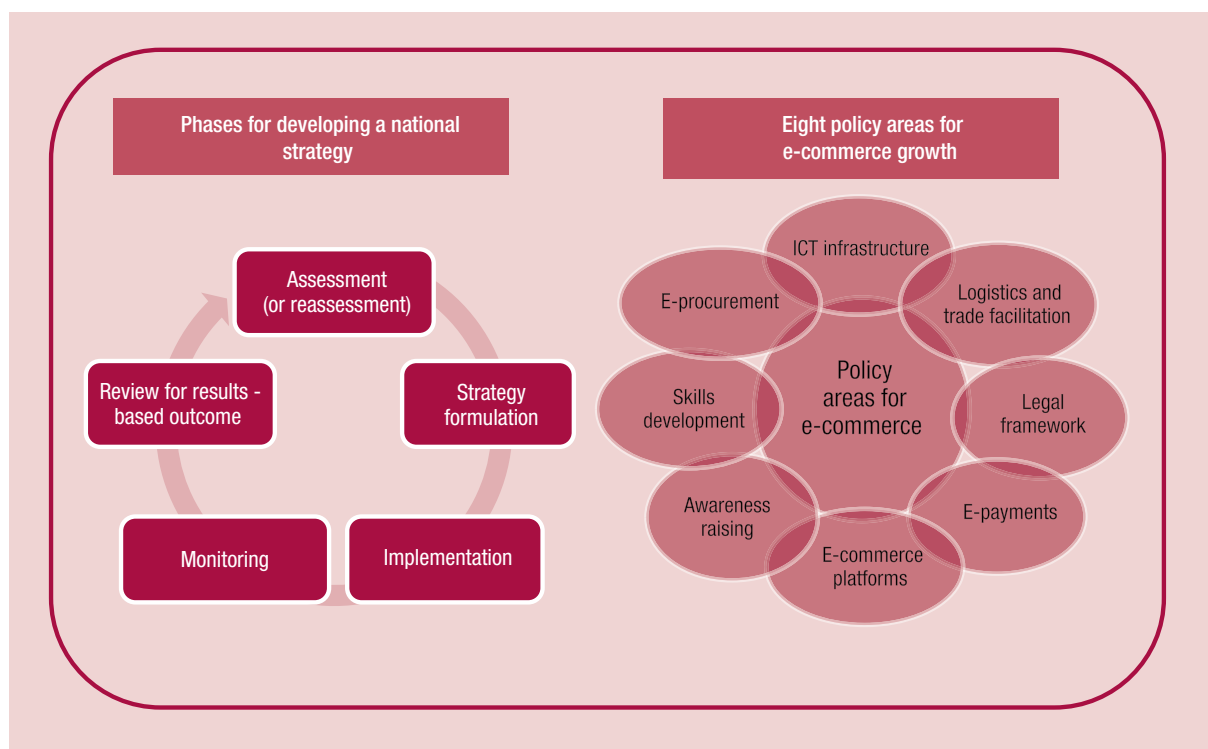 Phases for developing a national
strategy
Assessment
(or reassessment)
Strategy
formulation
Implementation
Monitoring
Review for results -
based outcome
Eight policy areas for
e-commerce growth
ICT infrastructure
Logistics and
trade facilitation
Legal
framework
E-payments
E-commerce
platforms
Awareness
raising
Skills
development
E-procurement
Policy
areas for
e-commerce